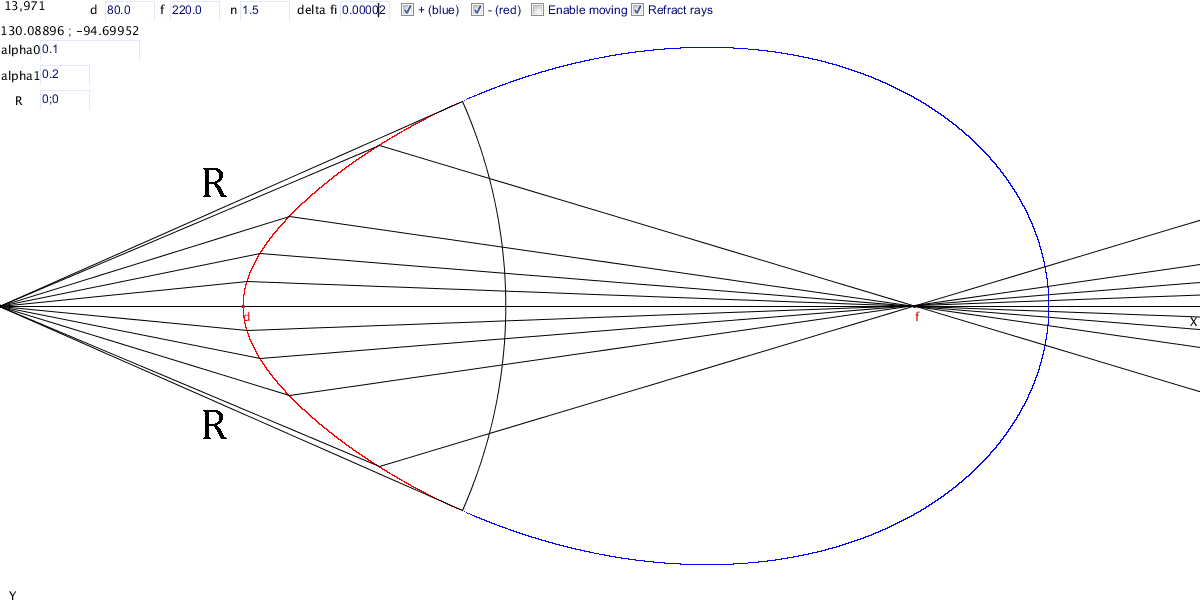 13,971 d 80.0 f 220.0 n 1.5 delta fi 0.00002 + (blue) - (red) Enable moving Refract rays
130.08896 ; -94.69952
alpha0 0.1
alpha1 0.2
R 0;0
R
d f X
R
Y